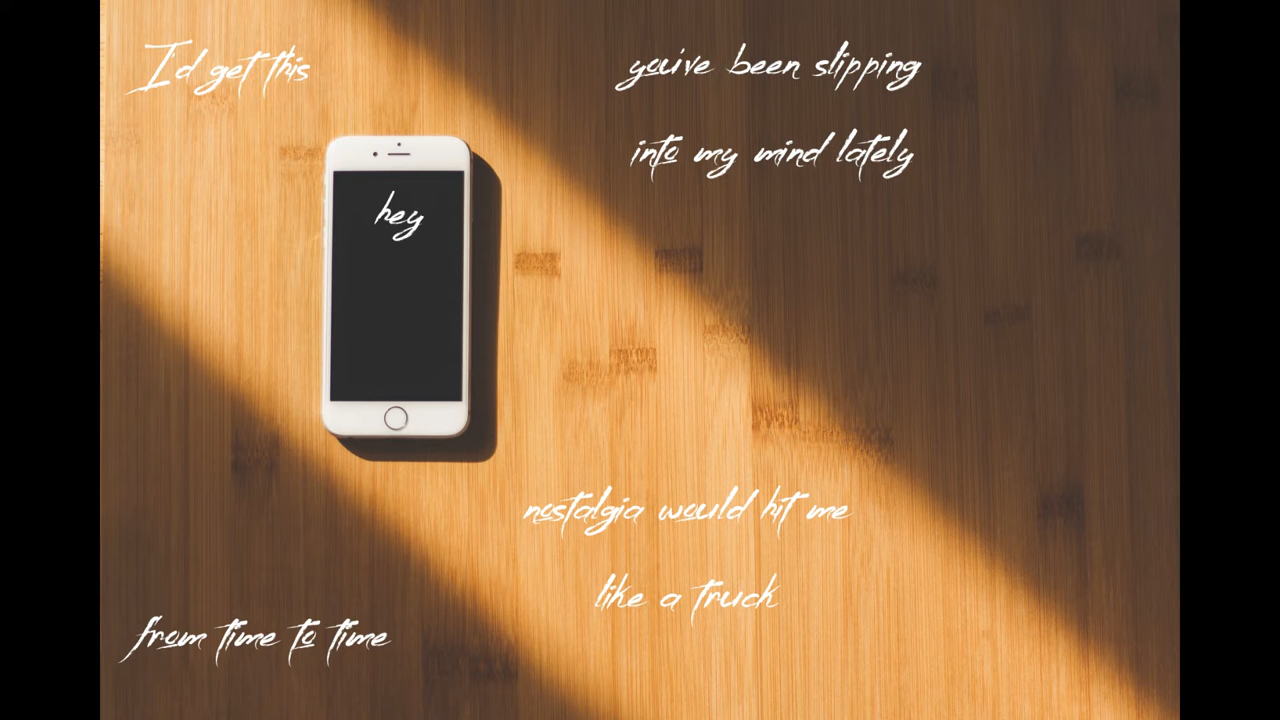 I'd get this
hey
from time to time
you've been slipping
into my mind lately
nostalgia would hit me
like a truck